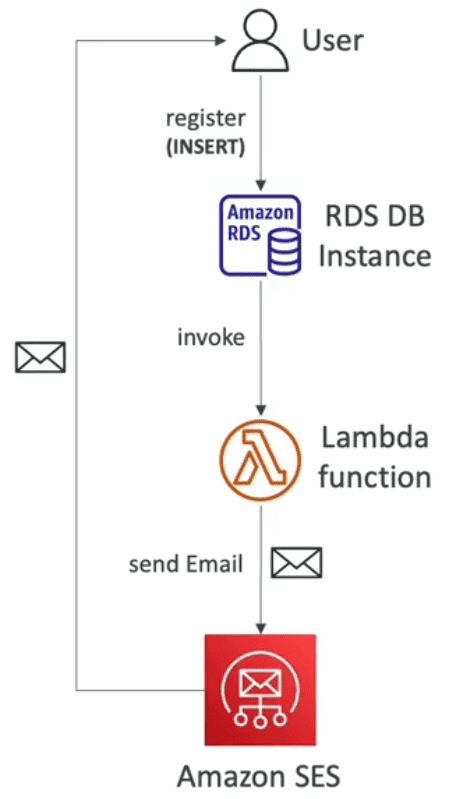 User
register
(INSERT)
Amazon
RDS
RDS DB
Instance
invoke
Lambda
function
send Email
Amazon SES